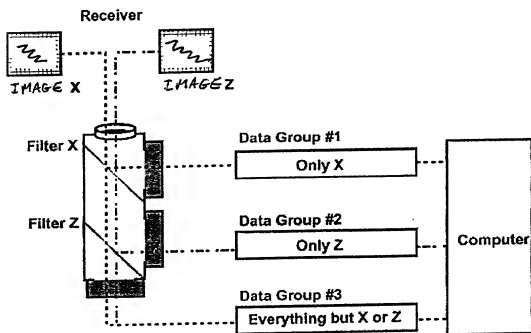 Receiver
IMAGE X
IMAGE Z
Filter X
Data Group #1
Only X
Filter Z
Data Group #2
Only Z
Computer
Data Group #3
Everything but X or Z